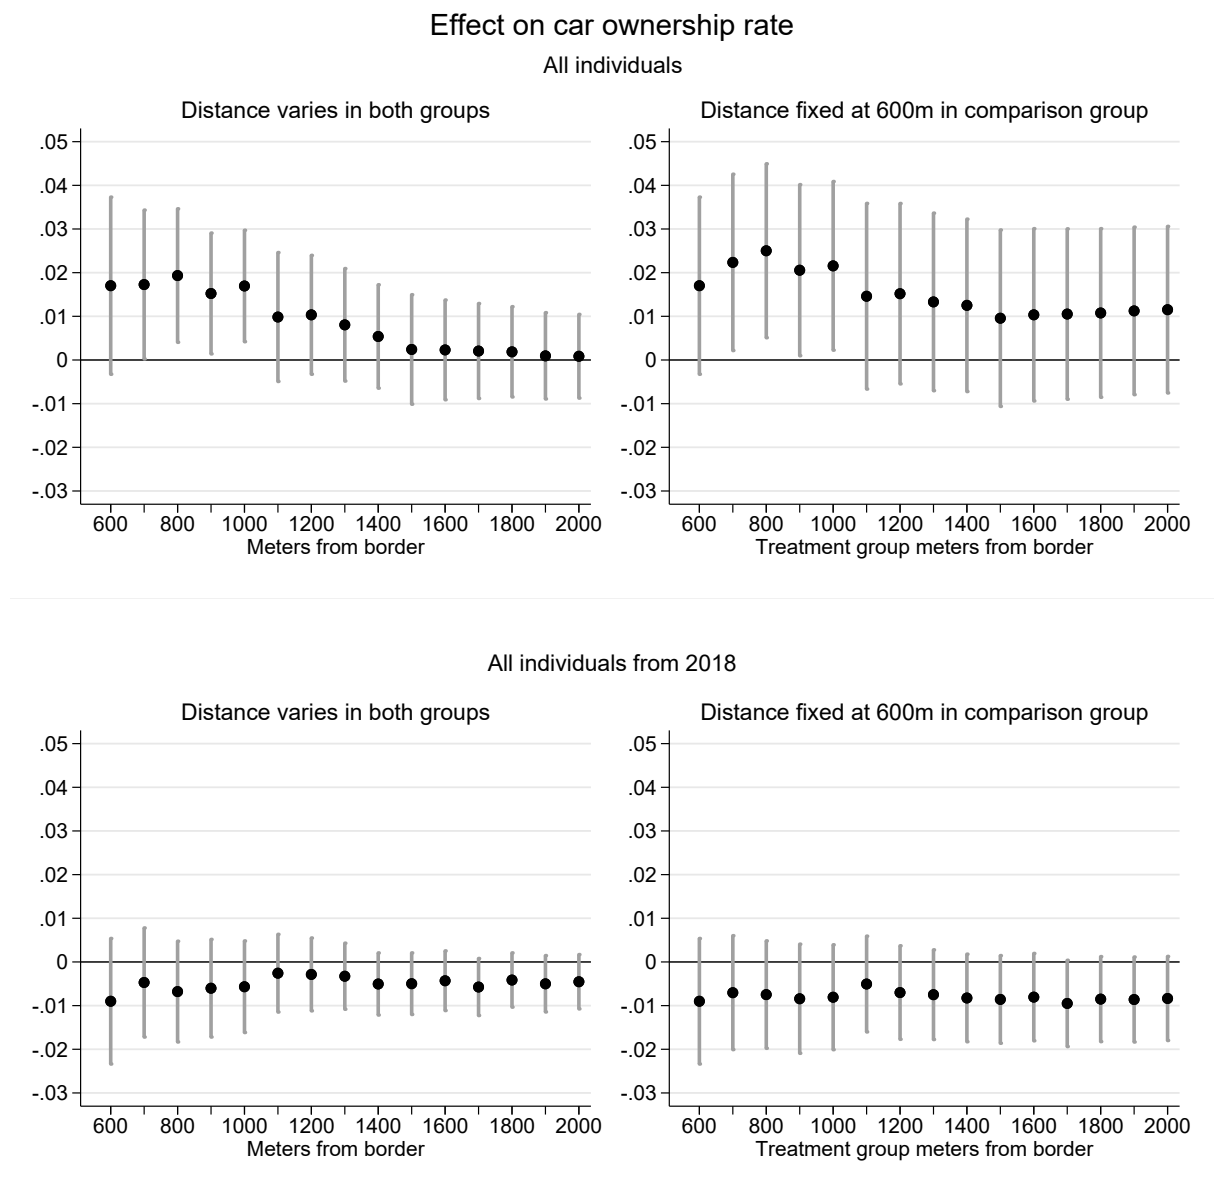 Effect on car ownership rate
All individuals
Distance varies in both groups
.05
.04
.03
.02
.01
0
-.01
-.02
-.03
600 800 1000 1200 1400 1600 1800 2000
Meters from border
Distance fixed at 600m in comparison group
.05
.04
.03
.02
.01
0
-.01
-.02
-.03
600 800 1000 1200 1400 1600 1800 2000
Treatment group meters from border
All individuals from 2018
Distance varies in both groups
.05
.04
.03
.02
.01
0
-.01
-.02
-.03
600 800 1000 1200 1400 1600 1800 2000
Meters from border
Distance fixed at 600m in comparison group
.05
.04
.03
.02
.01
0
-.01
-.02
-.03
600 800 1000 1200 1400 1600 1800 2000
Treatment group meters from border